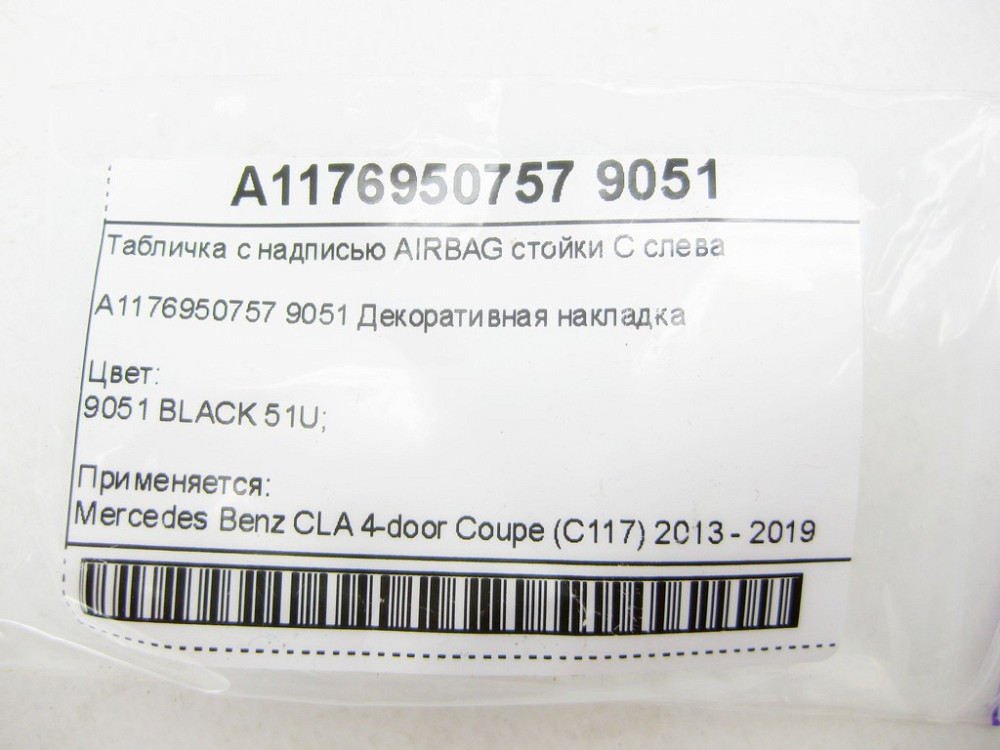 A1176950757 9051
Табличка с надписью AIRBAG стойки С слева
A1176950757 9051 Декоративная накладка
Цвет:
9051 BLACK 51U;
Применяется:
Mercedes Benz CLA 4-door Coupe (C117) 2013 - 2019